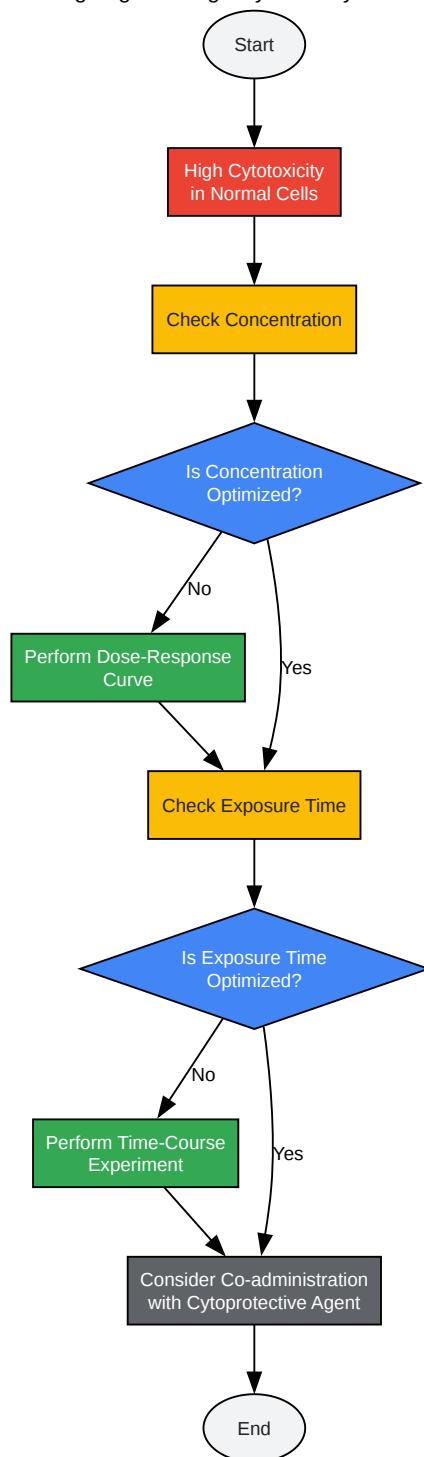 Start
High Cytotoxicity
in Normal Cells
Check Concentration
Is Concentration
Optimized?
No
Perform Dose-Response
Curve
Yes
Check Exposure Time
Is Exposure Time
Optimized?
No
Perform Time-Course
Experiment
Yes
Consider Co-administration
with Cytoprotective Agent
End